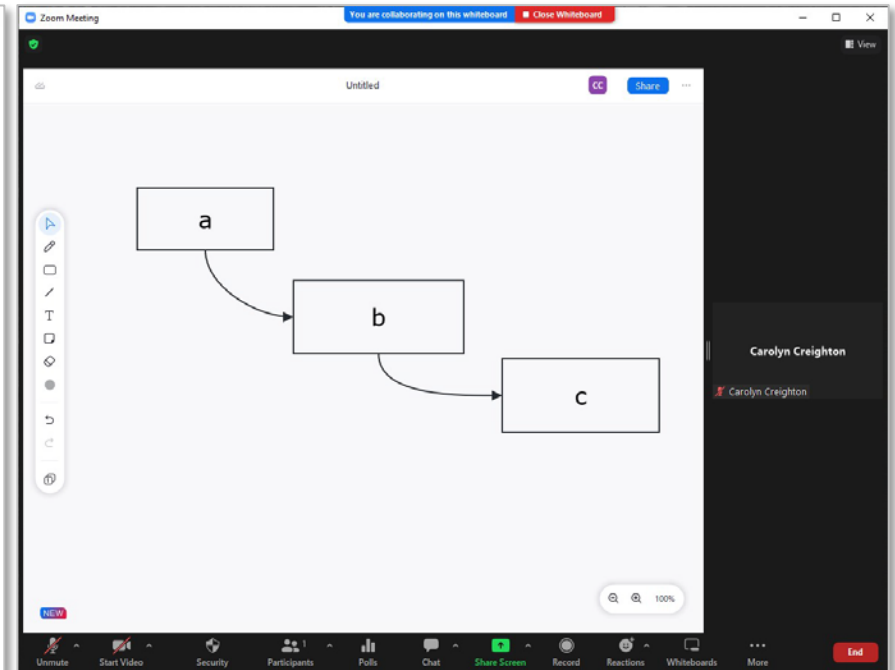 Zoom Meeting
You are collaborating on this whiteboard
Close Whiteboard
View
Untitled
CC
Share
a
b
c
T
Carolyn Creighton
Carolyn Creighton
100%
NEW
1
Unmute
Start Video
Security
Participants
Polls
Chat
Share Screen
Record
Reactions
Whiteboards
More
End